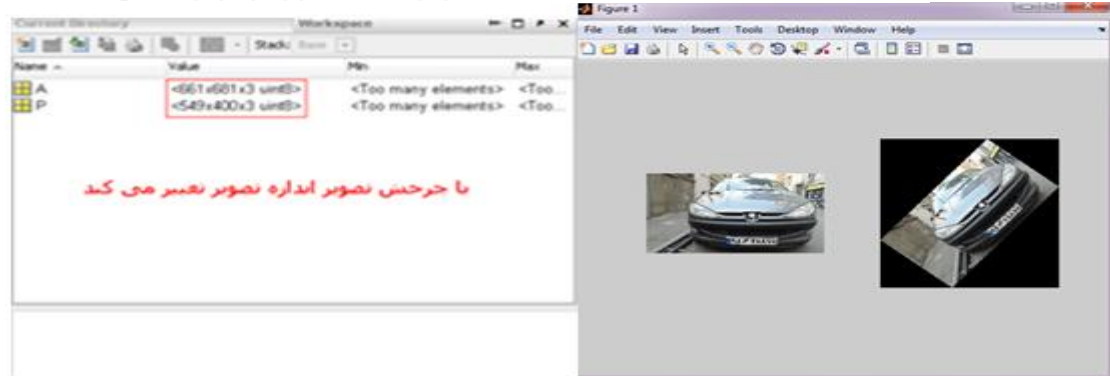 Current Directory Workspace
Stack: Base
Name Value Min Max
A <661x681x3 uint8> <Too many elements> <Too...
P <549x400x3 uint8> <Too many elements> <Too...
با چرخش تصویر اندازه تصویر تغییر می کند
Figure 1
File Edit View Insert Tools Desktop Window Help